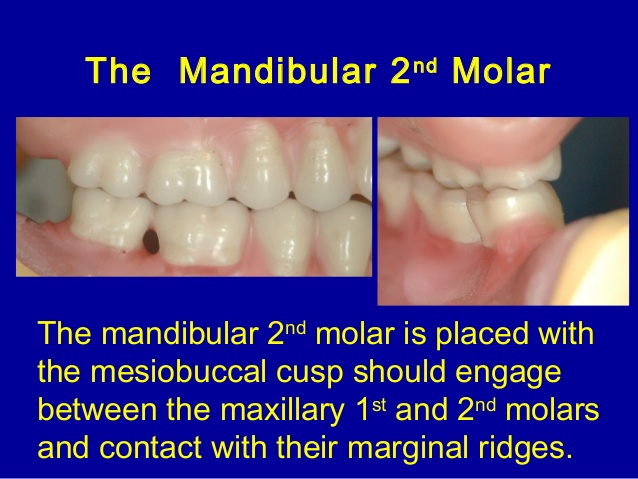 The Mandibular 2nd Molar
The mandibular 2nd molar is placed with
the mesiobuccal cusp should engage
between the maxillary 1st and 2nd molars
and contact with their marginal ridges.